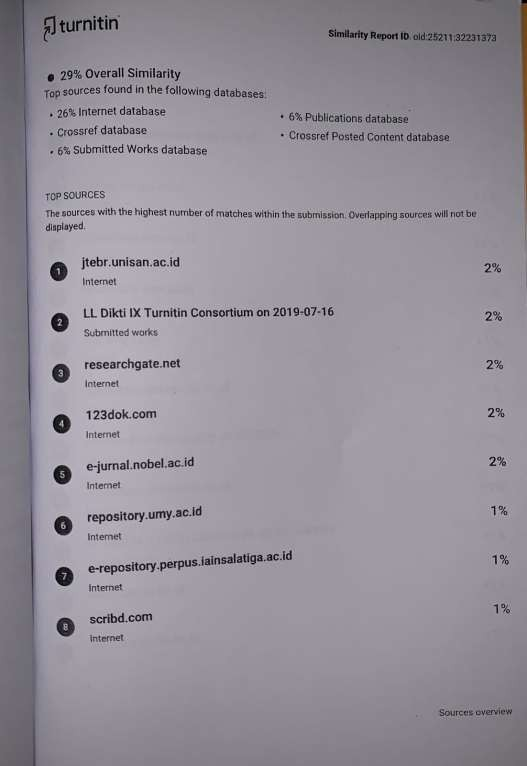 turnitin
Similarity Report ID: oid:25211:32231373
29% Overall Similarity
Top sources found in the following databases:
• 26% Internet database
• 6% Publications database
• Crossref database
• Crossref Posted Content database
• 6% Submitted Works database
TOP SOURCES
The sources with the highest number of matches within the submission. Overlapping sources will not be
displayed.
1 jtebr.unisan.ac.id 2%
Internet
2 LL Dikti IX Turnitin Consortium on 2019-07-16 2%
Submitted works
3 researchgate.net 2%
Internet
4 123dok.com 2%
Internet
5 e-jurnal.nobel.ac.id 2%
Internet
6 repository.umy.ac.id 1%
Internet
7 e-repository.perpus.iainsalatiga.ac.id 1%
Internet
8 scribd.com 1%
Internet
Sources overview